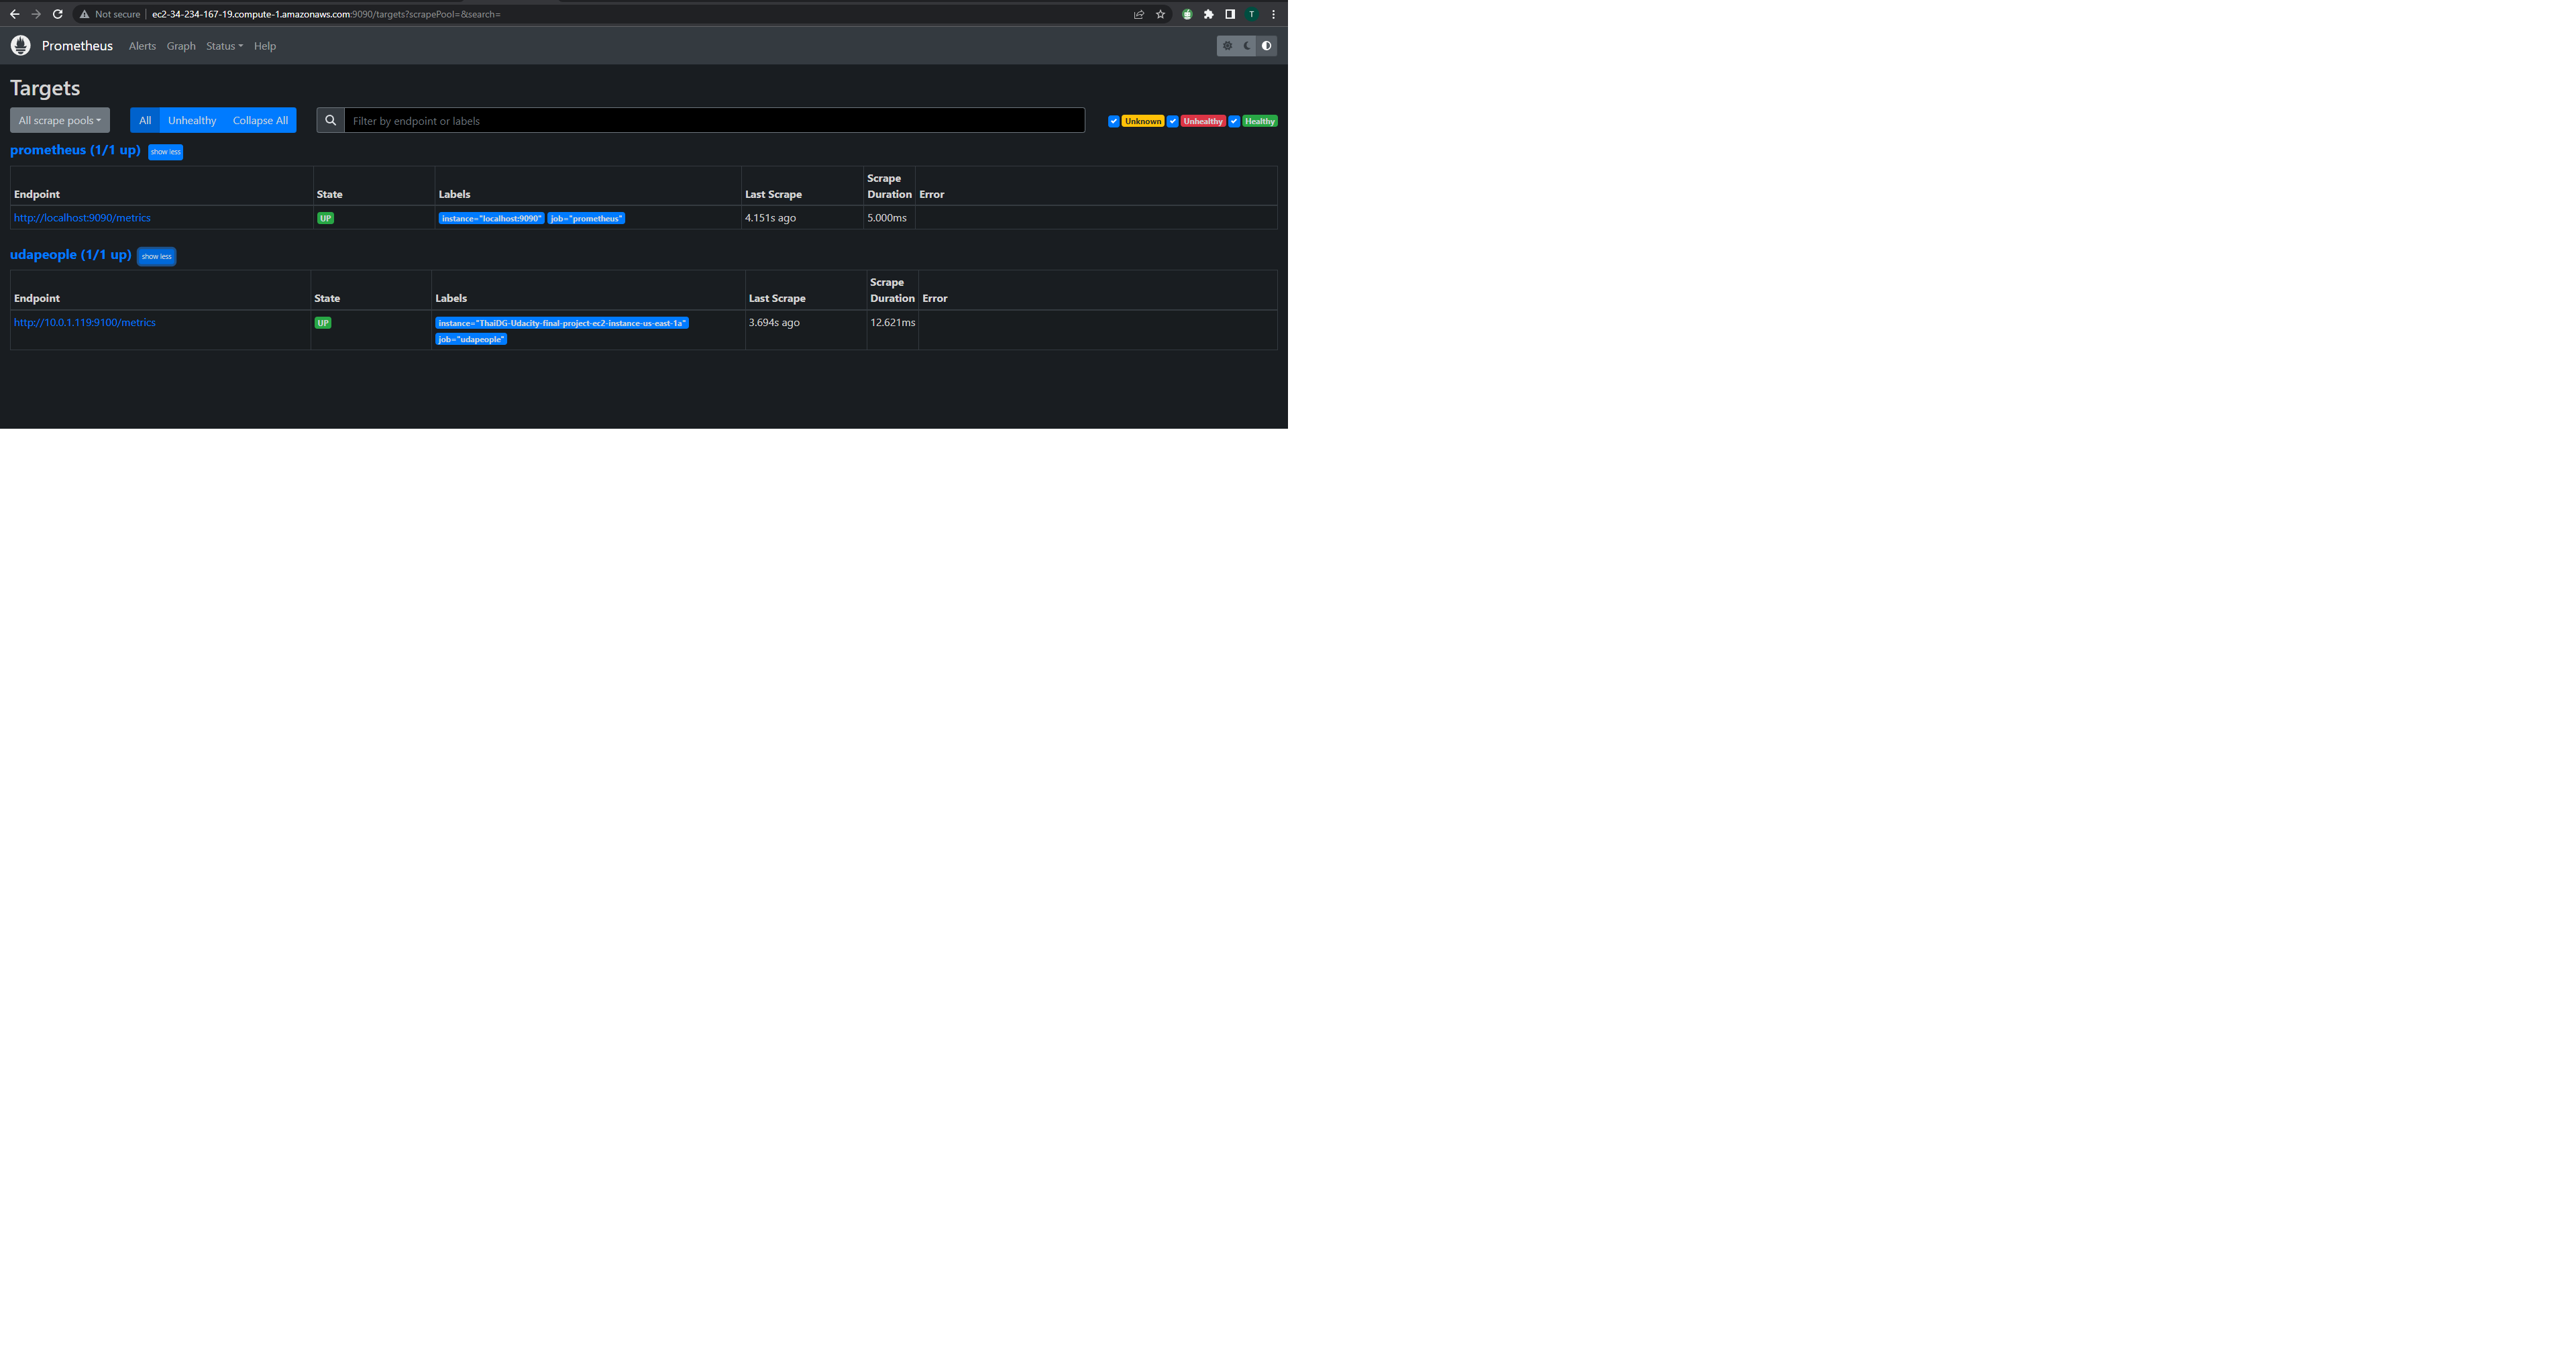 Not secure | ec2-34-234-167-19.compute-1.amazonaws.com:9090/targets?scrapePool=&search=
T
Prometheus Alerts Graph Status Help
Targets
All scrape pools All Unhealthy Collapse All Filter by endpoint or labels Unknown Unhealthy Healthy
prometheus (1/1 up) show less
Scrape
Endpoint State Labels Last Scrape Duration Error
http://localhost:9090/metrics UP instance="localhost:9090" job="prometheus" 4.151s ago 5.000ms
udapeople (1/1 up) show less
Scrape
Endpoint State Labels Last Scrape Duration Error
http://10.0.1.119:9100/metrics UP instance="ThaiDG-Udacity-final-project-ec2-instance-us-east-1a" 3.694s ago 12.621ms
job="udapeople"